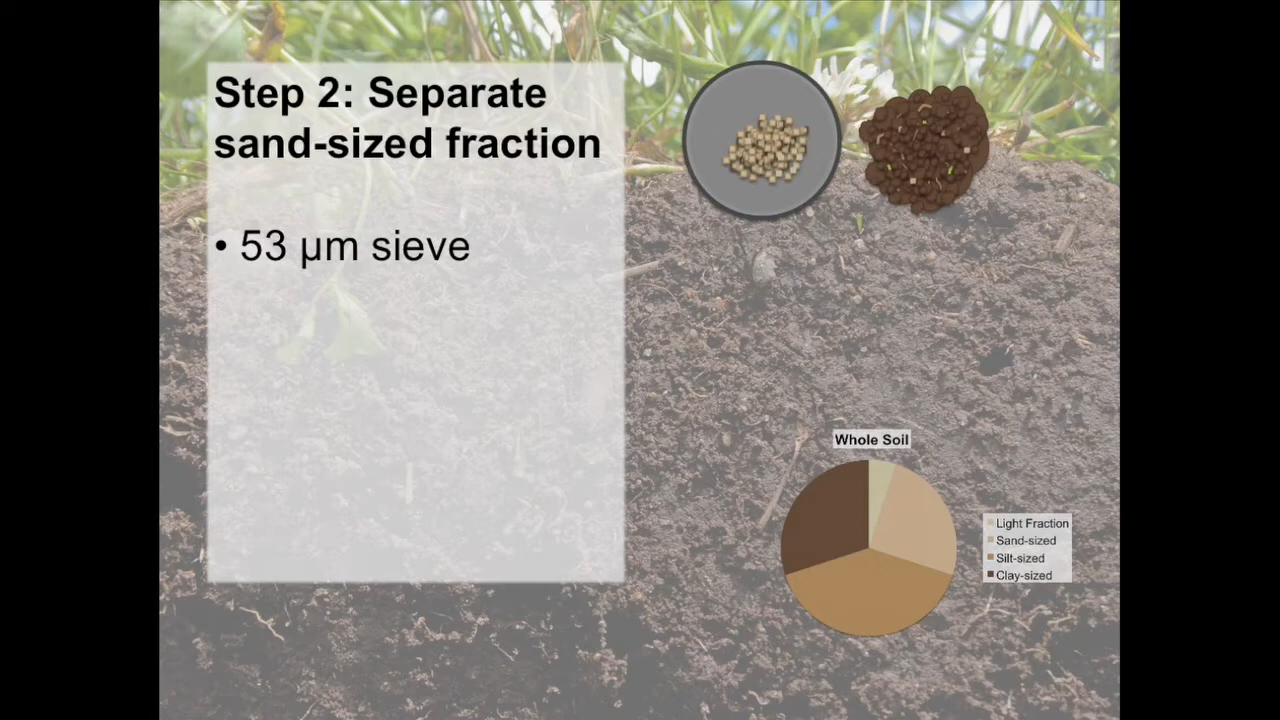 Step 2: Separate
sand-sized fraction
• 53 µm sieve
Whole Soil
Light Fraction
Sand-sized
Silt-sized
Clay-sized